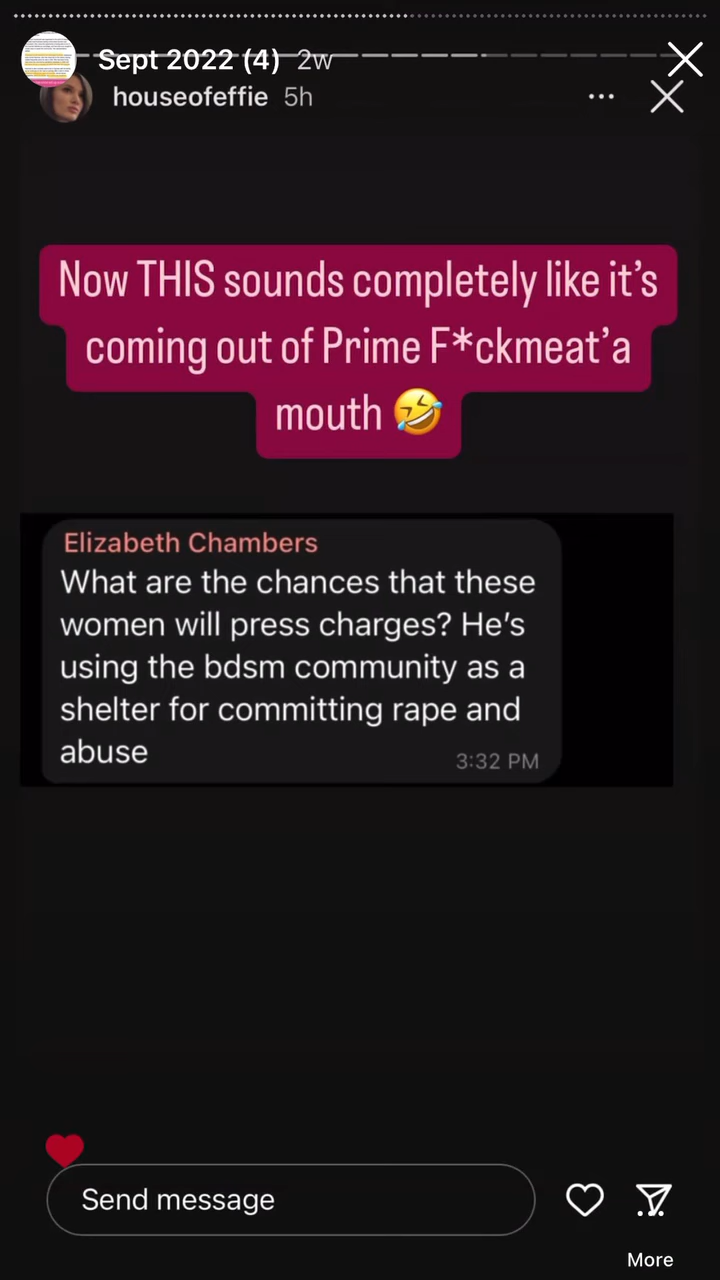 Sept 2022 (4) 2w
houseofeffie 5h
Now THIS sounds completely like it's
coming out of Prime F*ckmeat'a
mouth 🤣
Elizabeth Chambers
What are the chances that these
women will press charges? He's
using the bdsm community as a
shelter for committing rape and
abuse
3:32 PM
Send message
More